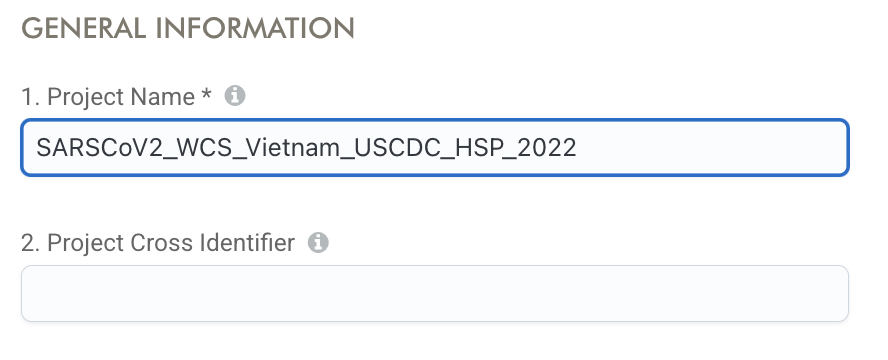 GENERAL INFORMATION
1. Project Name *
SARSCoV2_WCS_Vietnam_USCDC_HSP_2022
2. Project Cross Identifier